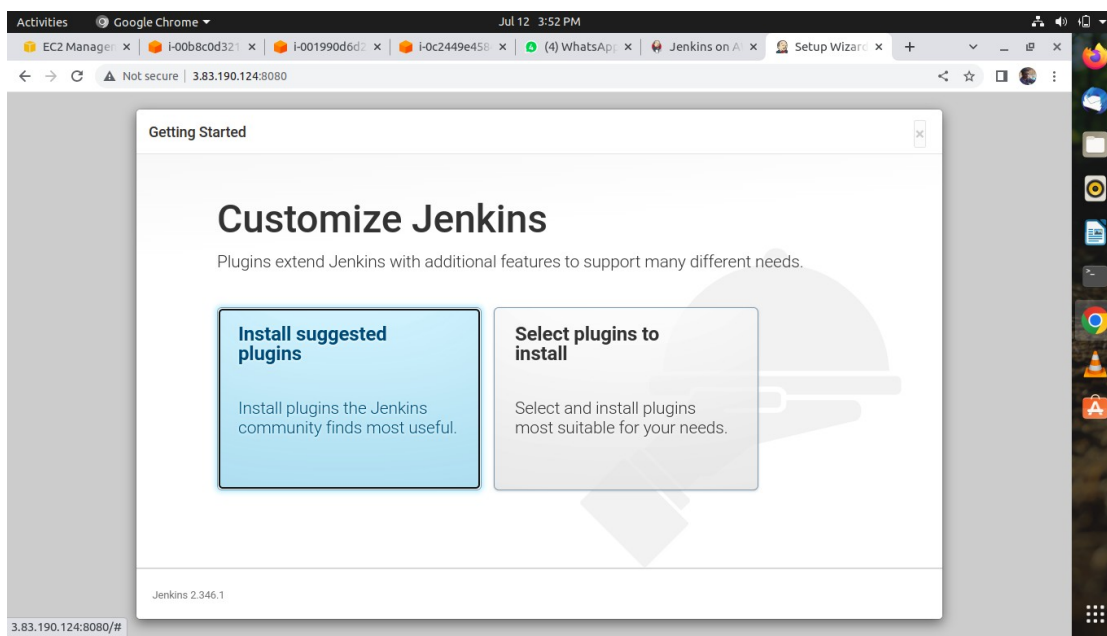 Activities
Google Chrome
Jul 12 3:52 PM
EC2 Manager
i-00b8c0d321
i-001990d6d2
i-0c2449e458
(4) WhatsApp
Jenkins on A
Setup Wizard
Not secure
3.83.190.124:8080
Getting Started
Customize Jenkins
Plugins extend Jenkins with additional features to support many different needs.
Install suggested
plugins
Install plugins the Jenkins
community finds most useful.
Select plugins to
install
Select and install plugins
most suitable for your needs.
Jenkins 2.346.1
3.83.190.124:8080/#